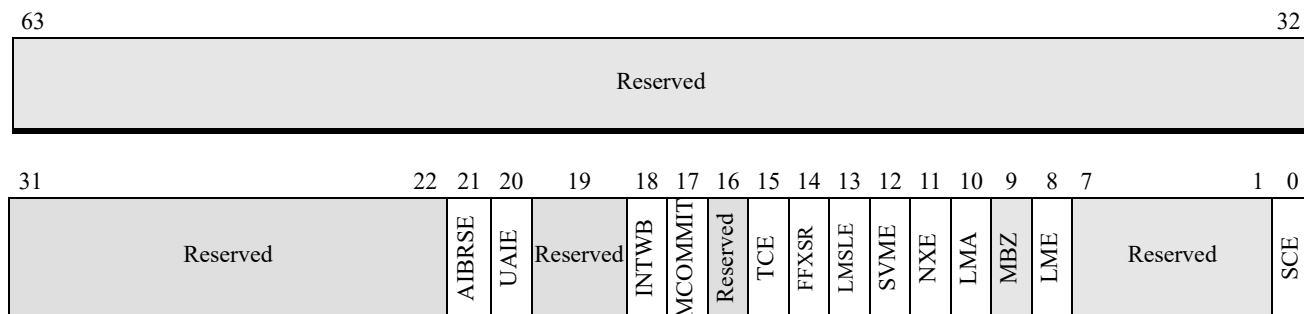 63 32
Reserved
31 22 21 20 19 18 17 16 15 14 13 12 11 10 9 8 7 1 0
Reserved AIBRSE UAIE Reserved INTWB MCOMMIT Reserved TCE FFXSR LMSLE SVME NXE LMA MBZ LME Reserved SCE